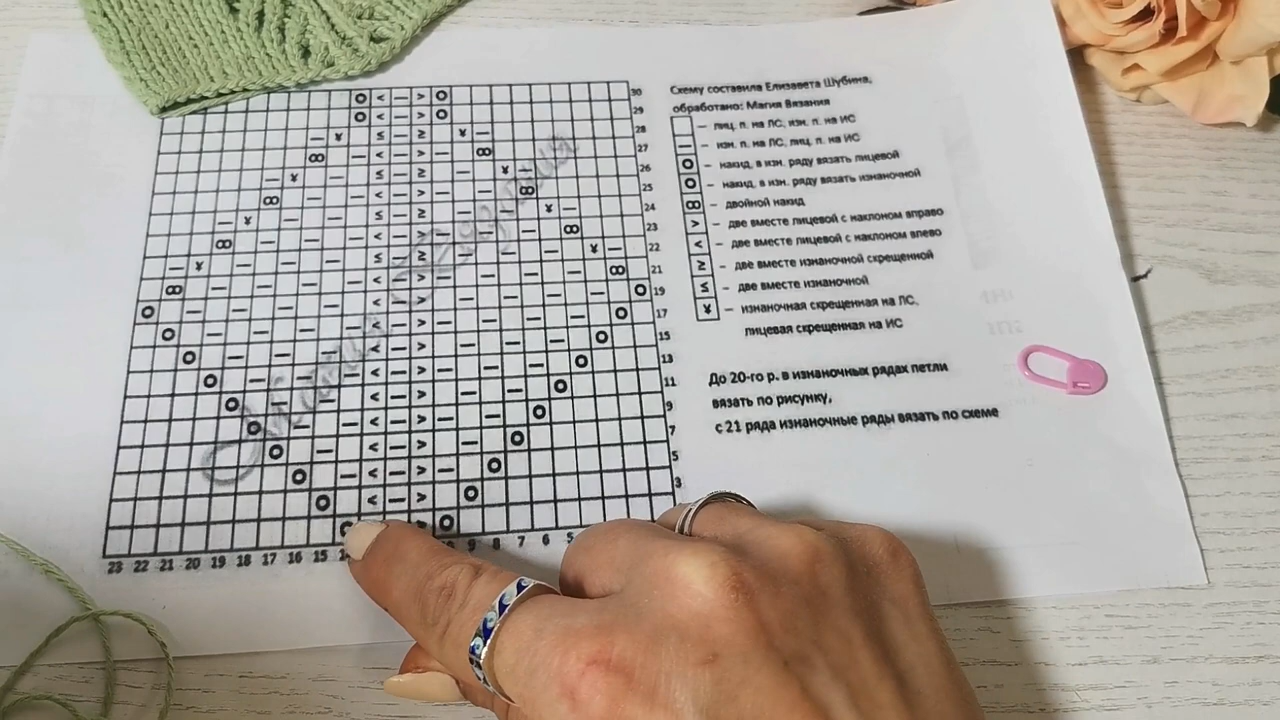 Схему составила Елизавета Шубина,
обработано: Магия Вязания
— лиц. п. на ЛС, изн. п. на ИС
— изн. п. на ЛС, лиц. п. на ИС
— накид, в изн. ряду вязать лицевой
— накид, в изн. ряду вязать изнаночной
— двойной накид
— две вместе лицевой с наклоном вправо
— две вместе лицевой с наклоном влево
— две вместе изнаночной скрещенной
— две вместе изнаночной
— изнаночная скрещенная на ЛС,
лицевая скрещенная на ИС
До 20-го р. в изнаночных рядах петли
вязать по рисунку,
с 21 ряда изнаночные ряды вязать по схеме
30
29
28
27
26
25
24
23
22
21
19
17
15
13
11
9
7
5
3
23 22 21 20 19 18 17 16 15 9 8 7 6 5
Магия Вязания